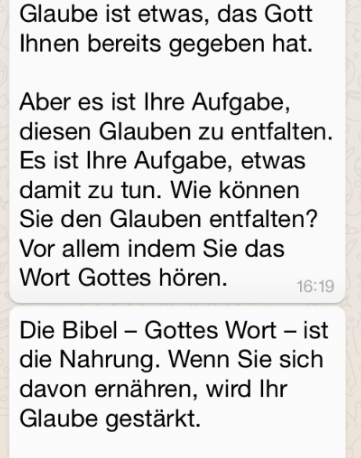 Glaube ist etwas, das Gott
Ihnen bereits gegeben hat.
Aber es ist Ihre Aufgabe,
diesen Glauben zu entfalten.
Es ist Ihre Aufgabe, etwas
damit zu tun. Wie können
Sie den Glauben entfalten?
Vor allem indem Sie das
Wort Gottes hören.
16:19
Die Bibel – Gottes Wort – ist
die Nahrung. Wenn Sie sich
davon ernähren, wird Ihr
Glaube gestärkt.